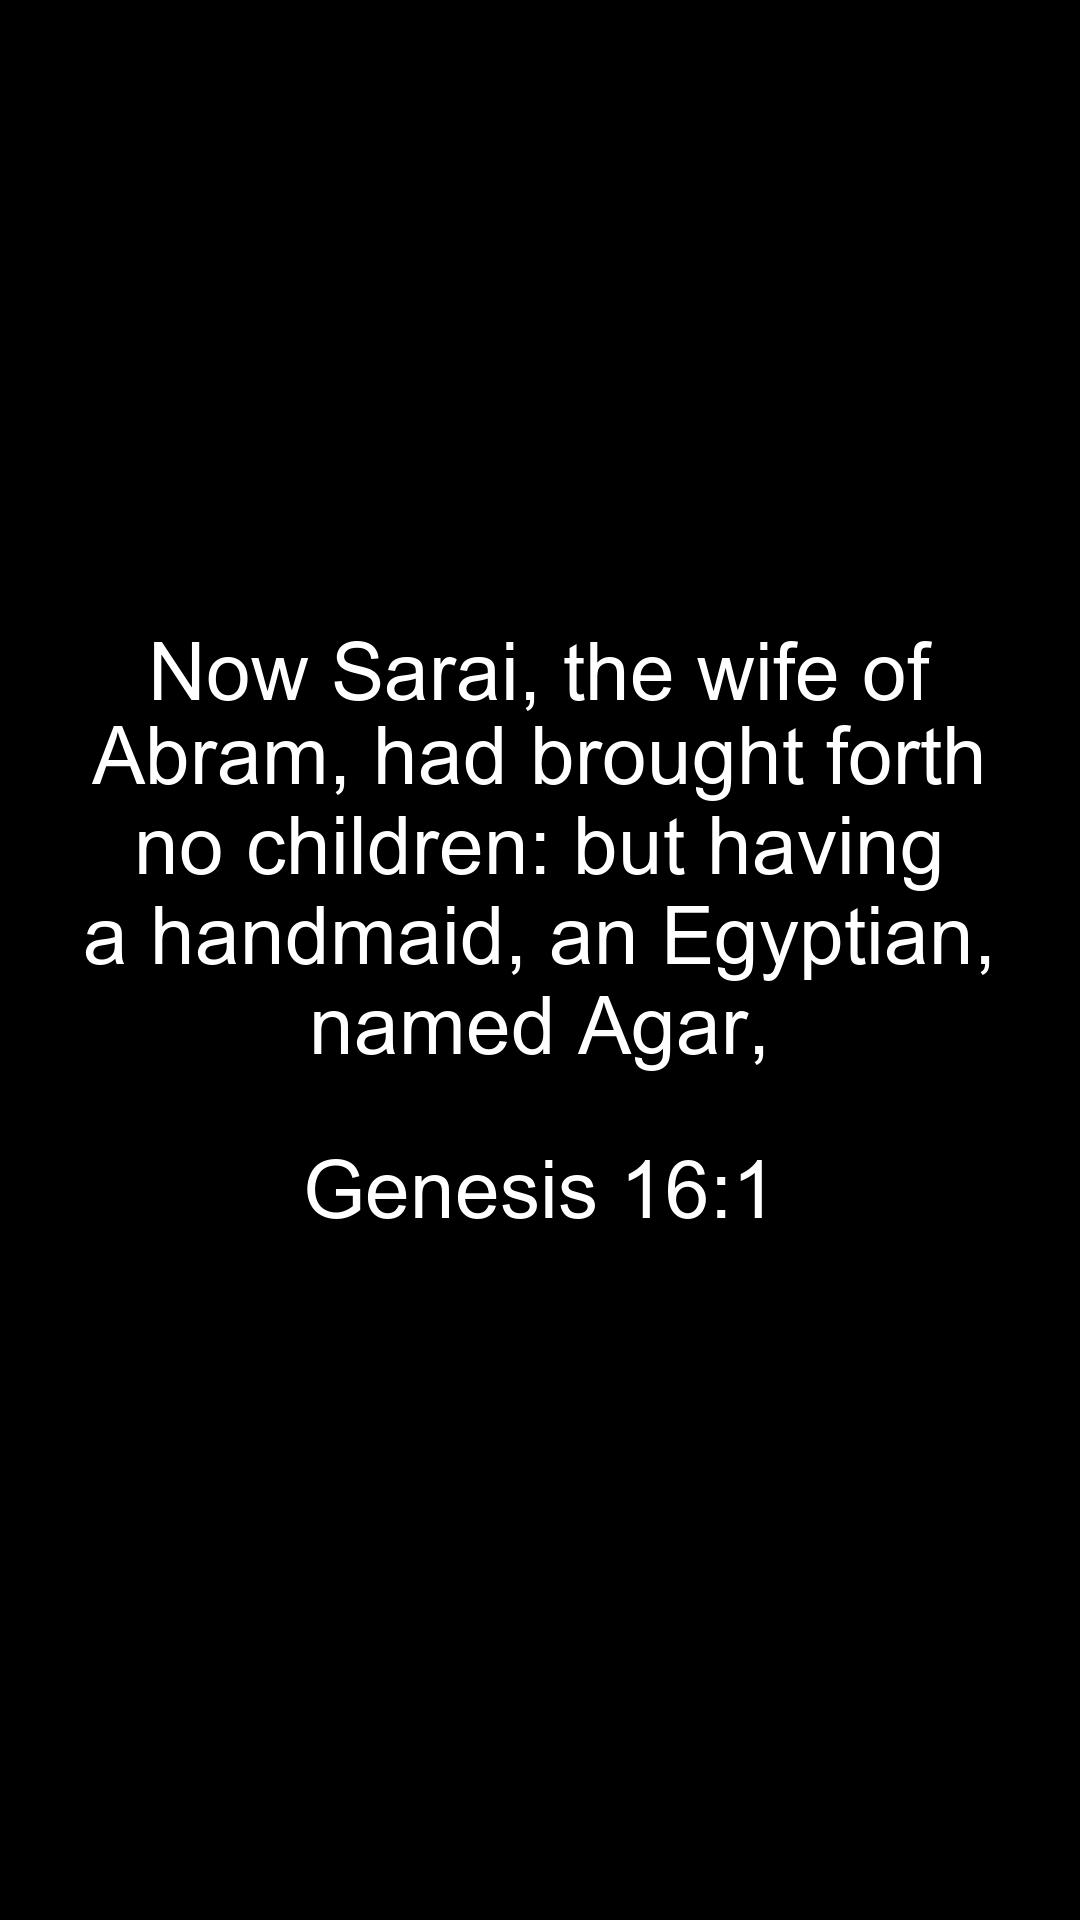 Now Sarai, the wife of
Abram, had brought forth
no children: but having
a handmaid, an Egyptian,
named Agar,
Genesis 16:1